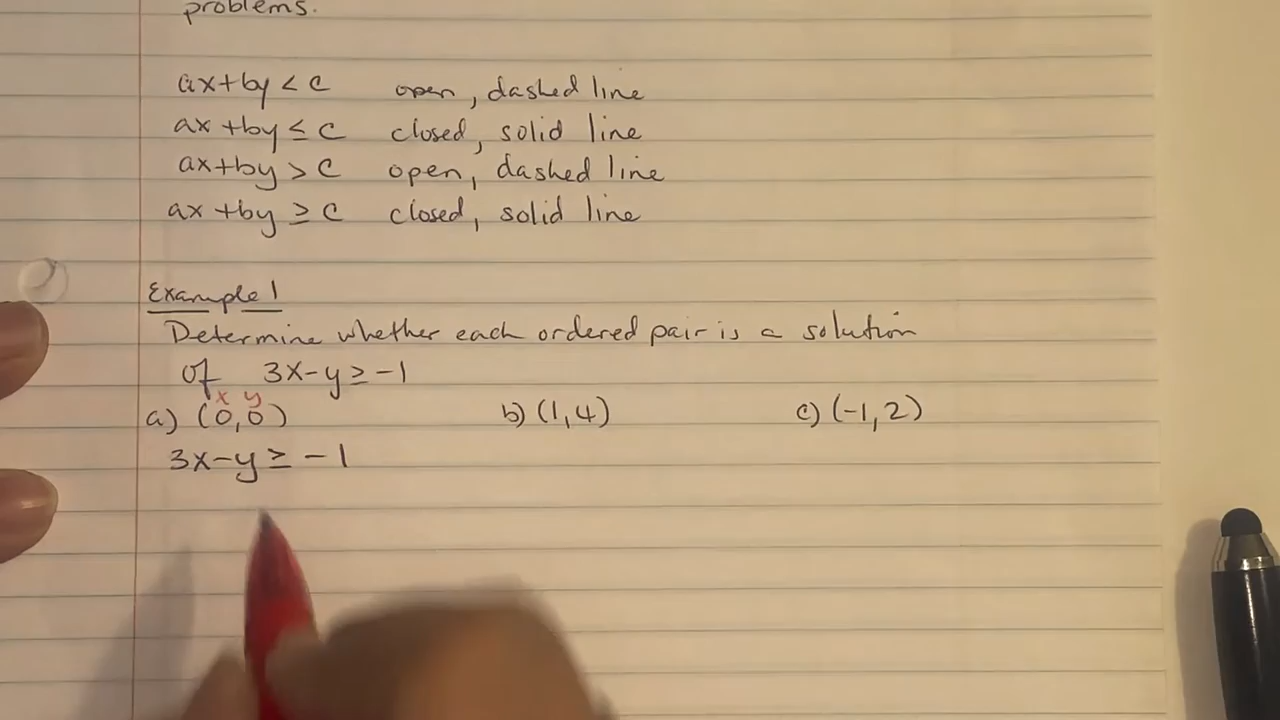 problems.
ax+by < c open, dashed line
ax+by ≤ c closed, solid line
ax+by > c open, dashed line
ax+by ≥ c closed, solid line
Example 1
Determine whether each ordered pair is a solution
of 3x-y ≥ -1
x y
a) (0,0) b) (1,4) c) (-1,2)
3x-y ≥ -1